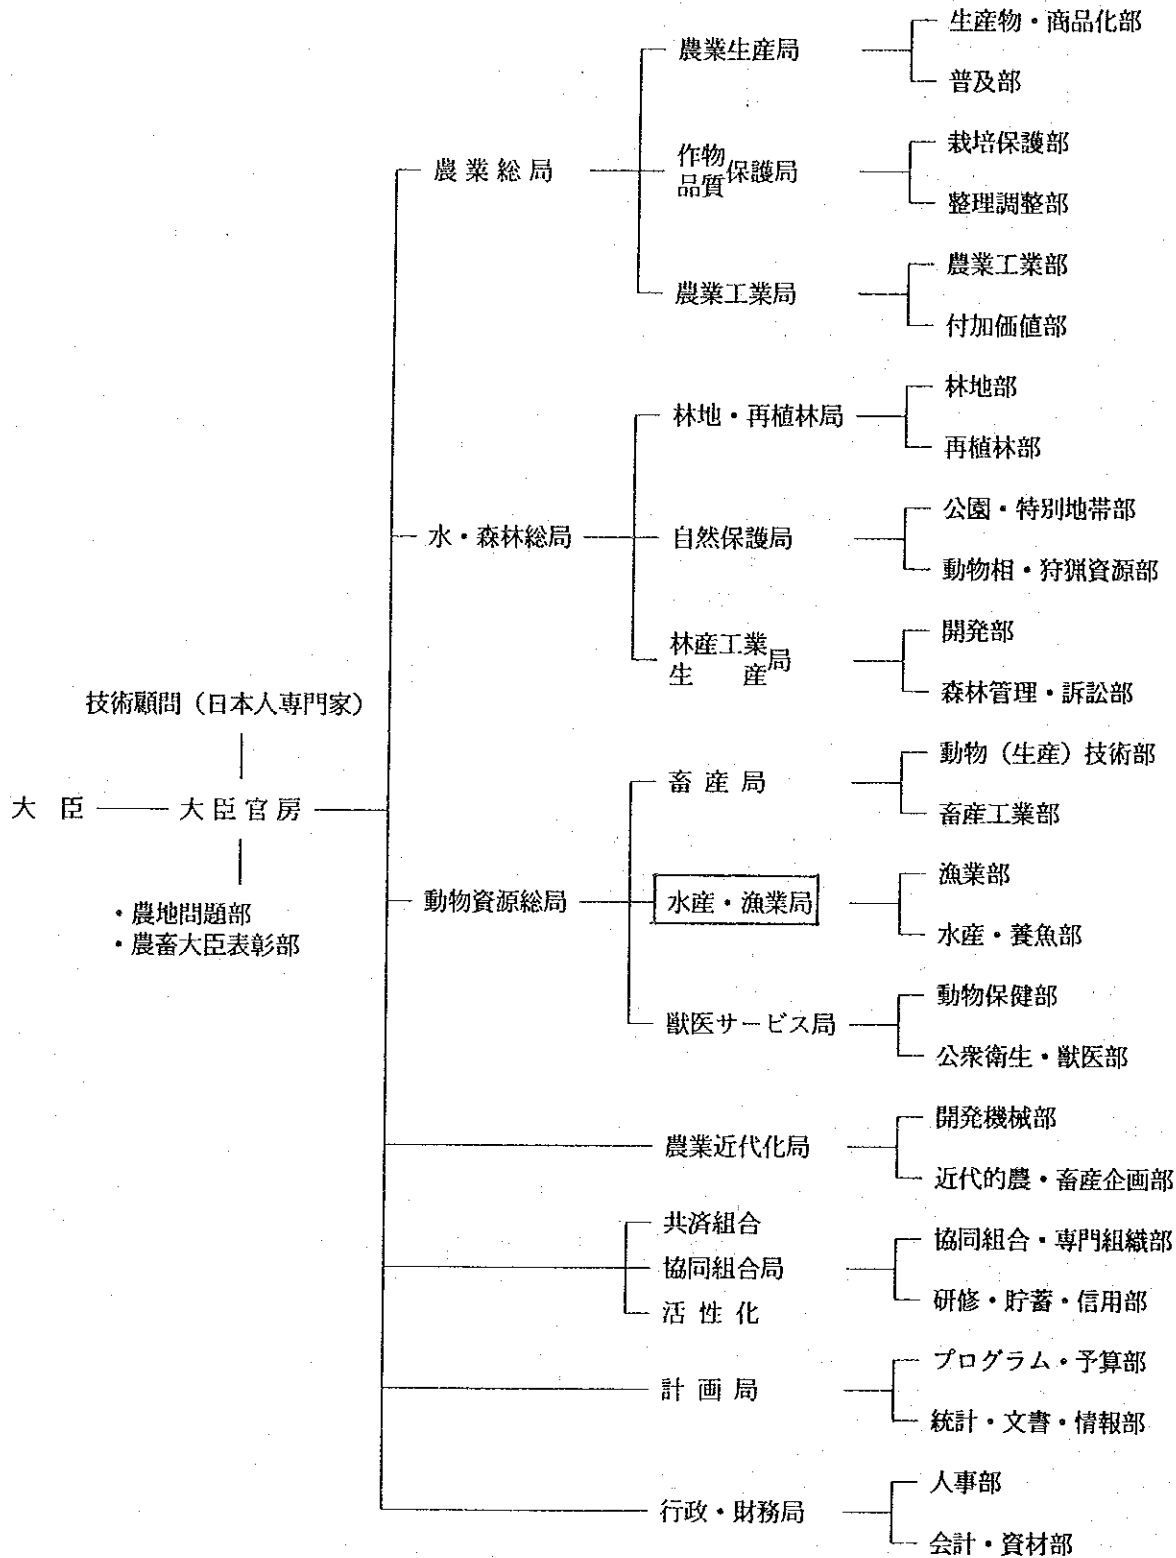 生産物・商品化部
農業生産局
普及部
栽培保護部
農業総局
作物
品質
保護局
整理調整部
農業工業部
農業工業局
付加価値部
林地部
林地・再植林局
再植林部
公園・特別地帯部
水・森林総局
自然保護局
動物相・狩猟資源部
開発部
林産工業
生産
局
森林管理・訴訟部
技術顧問（日本人専門家）
動物（生産）技術部
畜産局
大臣
大臣官房
畜産工業部
漁業部
動物資源総局
水産・漁業局
・農地問題部
・農畜大臣表彰部
水産・養魚部
動物保健部
獣医サービス局
公衆衛生・獣医部
開発機械部
農業近代化局
近代的農・畜産企画部
共済組合
協同組合・専門組織部
協同組合局
研修・貯蓄・信用部
活性化
プログラム・予算部
計画局
統計・文書・情報部
人事部
行政・財務局
会計・資材部